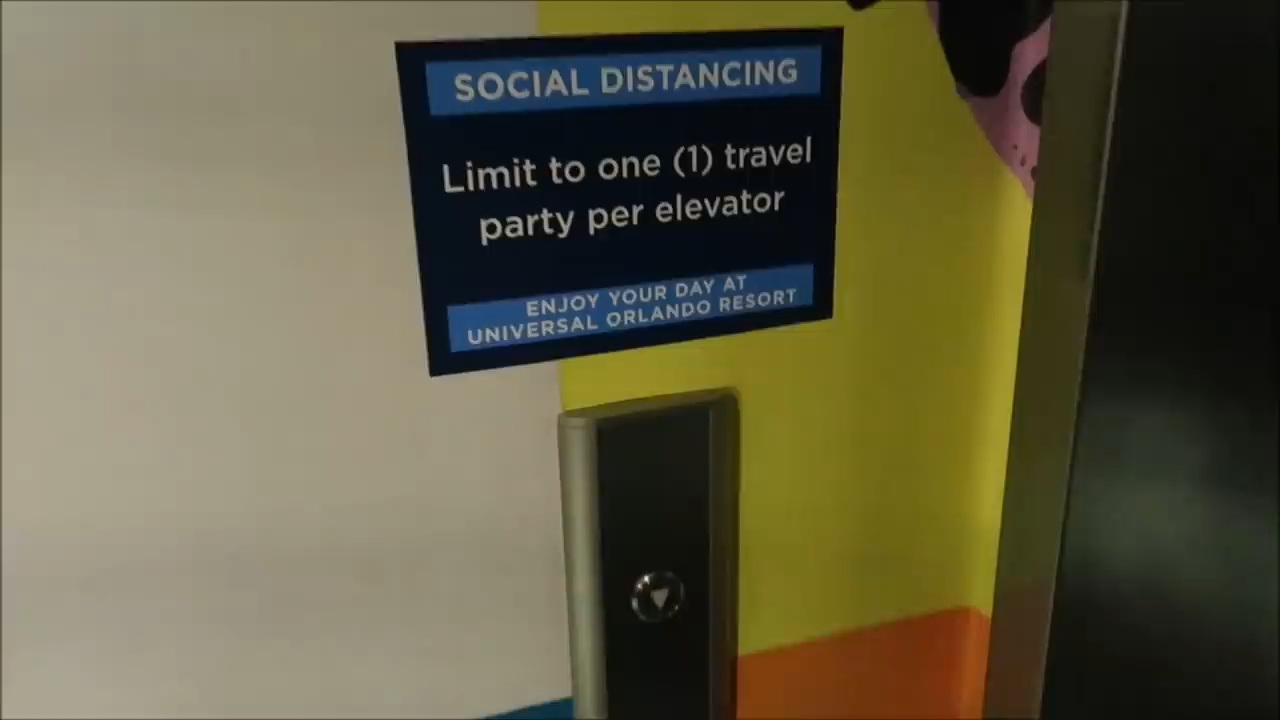 SOCIAL DISTANCING
Limit to one (1) travel
party per elevator
ENJOY YOUR DAY AT
UNIVERSAL ORLANDO RESORT